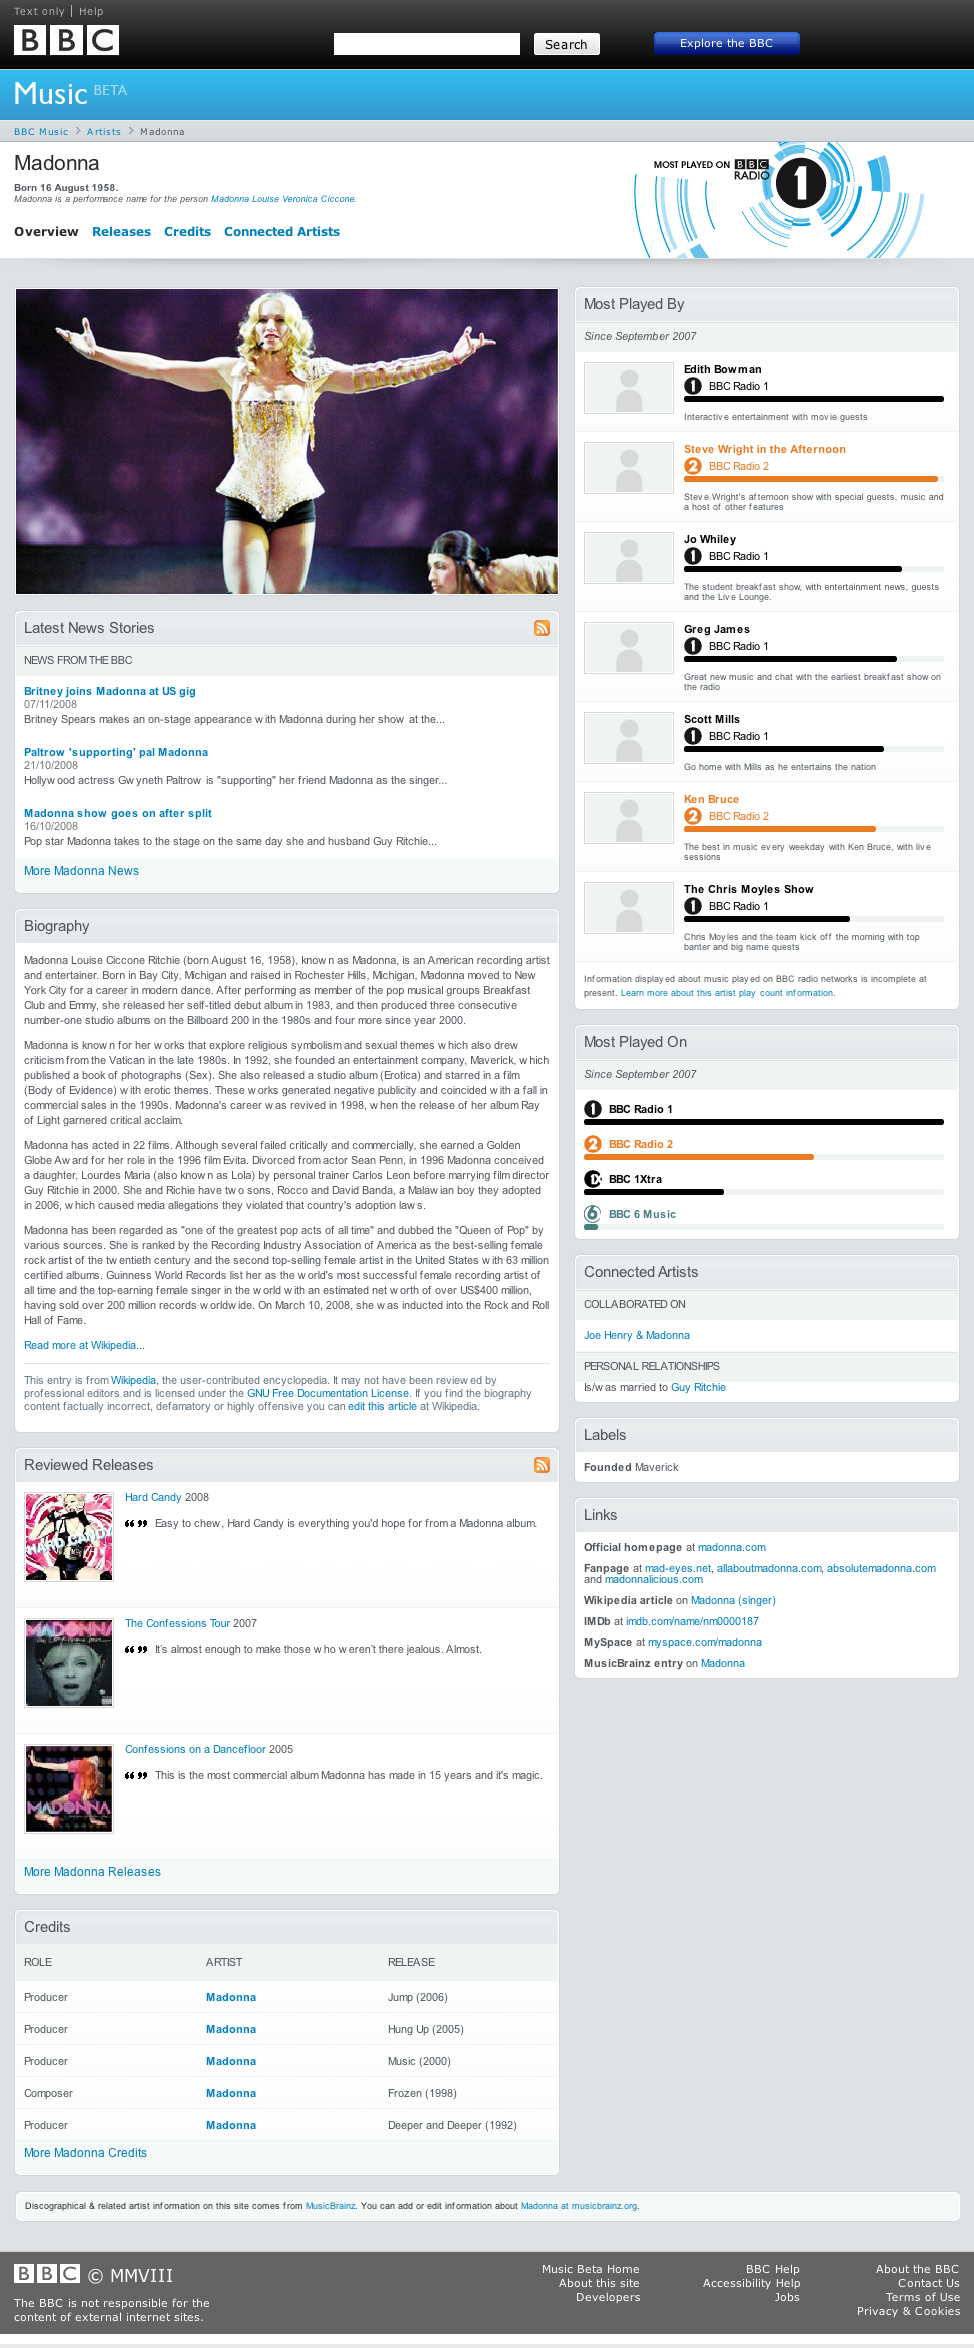 Text only | Help
BBC
Search
Explore the BBC
Music BETA
BBC Music > Artists > Madonna
Madonna
Born 16 August 1958.
Madonna is a performance name for the person Madonna Louise Veronica Ciccone.
Overview Releases Credits Connected Artists
MOST PLAYED ON BBC RADIO 1
Latest News Stories
NEWS FROM THE BBC
Britney joins Madonna at US gig
07/11/2008
Britney Spears makes an on-stage appearance with Madonna during her show at the...
Paltrow 'supporting' pal Madonna
21/10/2008
Hollywood actress Gwyneth Paltrow is "supporting" her friend Madonna as the singer...
Madonna show goes on after split
16/10/2008
Pop star Madonna takes to the stage on the same day she and husband Guy Ritchie...
More Madonna News
Biography
Madonna Louise Ciccone Ritchie (born August 16, 1958), known as Madonna, is an American recording artist
and entertainer. Born in Bay City, Michigan and raised in Rochester Hills, Michigan, Madonna moved to New
York City for a career in modern dance. After performing as member of the pop musical groups Breakfast
Club and Emmy, she released her self-titled debut album in 1983, and then produced three consecutive
number-one studio albums on the Billboard 200 in the 1980s and four more since year 2000.
Madonna is known for her works that explore religious symbolism and sexual themes which also drew
criticism from the Vatican in the late 1980s. In 1992, she founded an entertainment company, Maverick, which
published a book of photographs (Sex). She also released a studio album (Erotica) and starred in a film
(Body of Evidence) with erotic themes. These works generated negative publicity and coincided with a fall in
commercial sales in the 1990s. Madonna's career was revived in 1998, when the release of her album Ray
of Light garnered critical acclaim.
Madonna has acted in 22 films. Although several failed critically and commercially, she earned a Golden
Globe Award for her role in the 1996 film Evita. Divorced from actor Sean Penn, in 1996 Madonna conceived
a daughter, Lourdes Maria (also known as Lola) by personal trainer Carlos Leon before marrying film director
Guy Ritchie in 2000. She and Richie have two sons, Rocco and David Banda, a Malawian boy they adopted
in 2006, which caused media allegations they violated that country's adoption laws.
Madonna has been regarded as "one of the greatest pop acts of all time" and dubbed the "Queen of Pop" by
various sources. She is ranked by the Recording Industry Association of America as the best-selling female
rock artist of the twentieth century and the second top-selling female artist in the United States with 63 million
certified albums. Guinness World Records list her as the world's most successful female recording artist of
all time and the top-earning female singer in the world with an estimated net worth of over US$400 million,
having sold over 200 million records worldwide. On March 10, 2008, she was inducted into the Rock and Roll
Hall of Fame.
Read more at Wikipedia...
This entry is from Wikipedia, the user-contributed encyclopedia. It may not have been reviewed by
professional editors and is licensed under the GNU Free Documentation License. If you find the biography
content factually incorrect, defamatory or highly offensive you can edit this article at Wikipedia.
Reviewed Releases
HARD CANDY
Hard Candy 2008
Easy to chew, Hard Candy is everything you'd hope for from a Madonna album.
MADONNA
The Confessions Tour 2007
It's almost enough to make those who weren't there jealous. Almost.
MADONNA
Confessions on a Dancefloor 2005
This is the most commercial album Madonna has made in 15 years and it's magic.
More Madonna Releases
Credits
ROLE ARTIST RELEASE
Producer Madonna Jump (2006)
Producer Madonna Hung Up (2005)
Producer Madonna Music (2000)
Composer Madonna Frozen (1998)
Producer Madonna Deeper and Deeper (1992)
More Madonna Credits
Most Played By
Since September 2007
Edith Bowman
1 BBC Radio 1
Interactive entertainment with movie guests
Steve Wright in the Afternoon
2 BBC Radio 2
Steve Wright's afternoon show with special guests, music and
a host of other features
Jo Whiley
1 BBC Radio 1
The student breakfast show, with entertainment news, guests
and the Live Lounge.
Greg James
1 BBC Radio 1
Great new music and chat with the earliest breakfast show on
the radio
Scott Mills
1 BBC Radio 1
Go home with Mills as he entertains the nation
Ken Bruce
2 BBC Radio 2
The best in music every weekday with Ken Bruce, with live
sessions
The Chris Moyles Show
1 BBC Radio 1
Chris Moyles and the team kick off the morning with top
banter and big name quests
Information displayed about music played on BBC radio networks is incomplete at
present. Learn more about this artist play count information.
Most Played On
Since September 2007
1 BBC Radio 1
2 BBC Radio 2
1X BBC 1Xtra
6 BBC 6 Music
Connected Artists
COLLABORATED ON
Joe Henry & Madonna
PERSONAL RELATIONSHIPS
Is/was married to Guy Ritchie
Labels
Founded Maverick
Links
Official homepage at madonna.com
Fanpage at mad-eyes.net, allaboutmadonna.com, absolutemadonna.com
and madonnalicious.com
Wikipedia article on Madonna (singer)
IMDb at imdb.com/name/nm0000187
MySpace at myspace.com/madonna
MusicBrainz entry on Madonna
Discographical & related artist information on this site comes from MusicBrainz. You can add or edit information about Madonna at musicbrainz.org.
BBC © MMVIII
The BBC is not responsible for the
content of external internet sites.
Music Beta Home
About this site
Developers
BBC Help
Accessibility Help
Jobs
About the BBC
Contact Us
Terms of Use
Privacy & Cookies